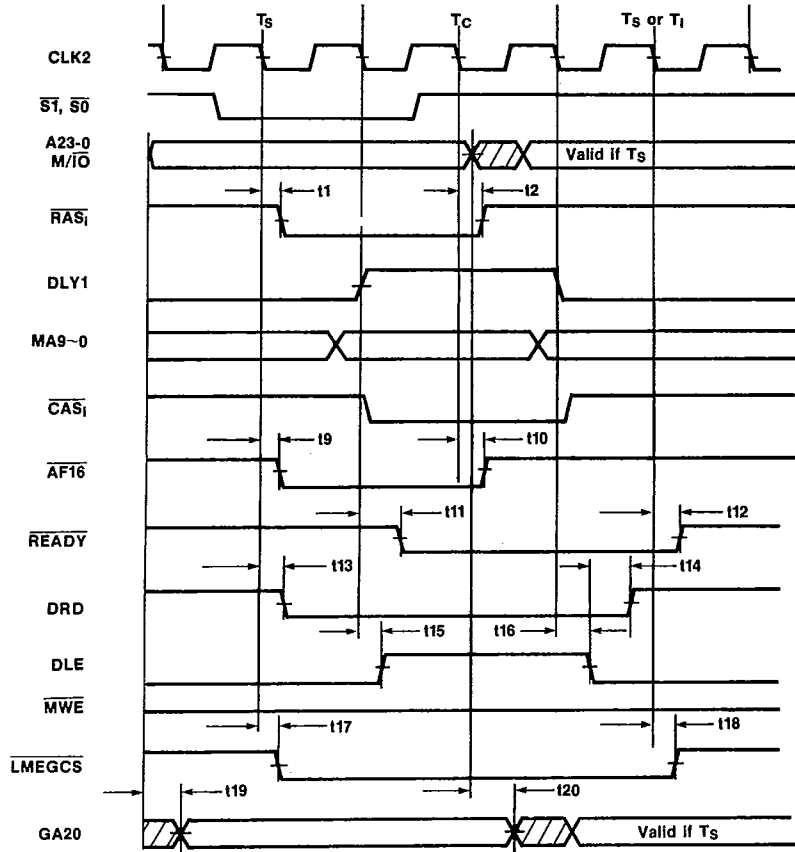 TS TC TS or TI
CLK2
S1, S0
A23-0
M/IO Valid if TS
t1 t2
RASi
DLY1
MA9~0
CASi
t9 t10
AF16
t11 t12
READY
t13 t14
DRD
t15 t16
DLE
MWE
t17 t18
LMEGCS
t19 t20
GA20 Valid if TS